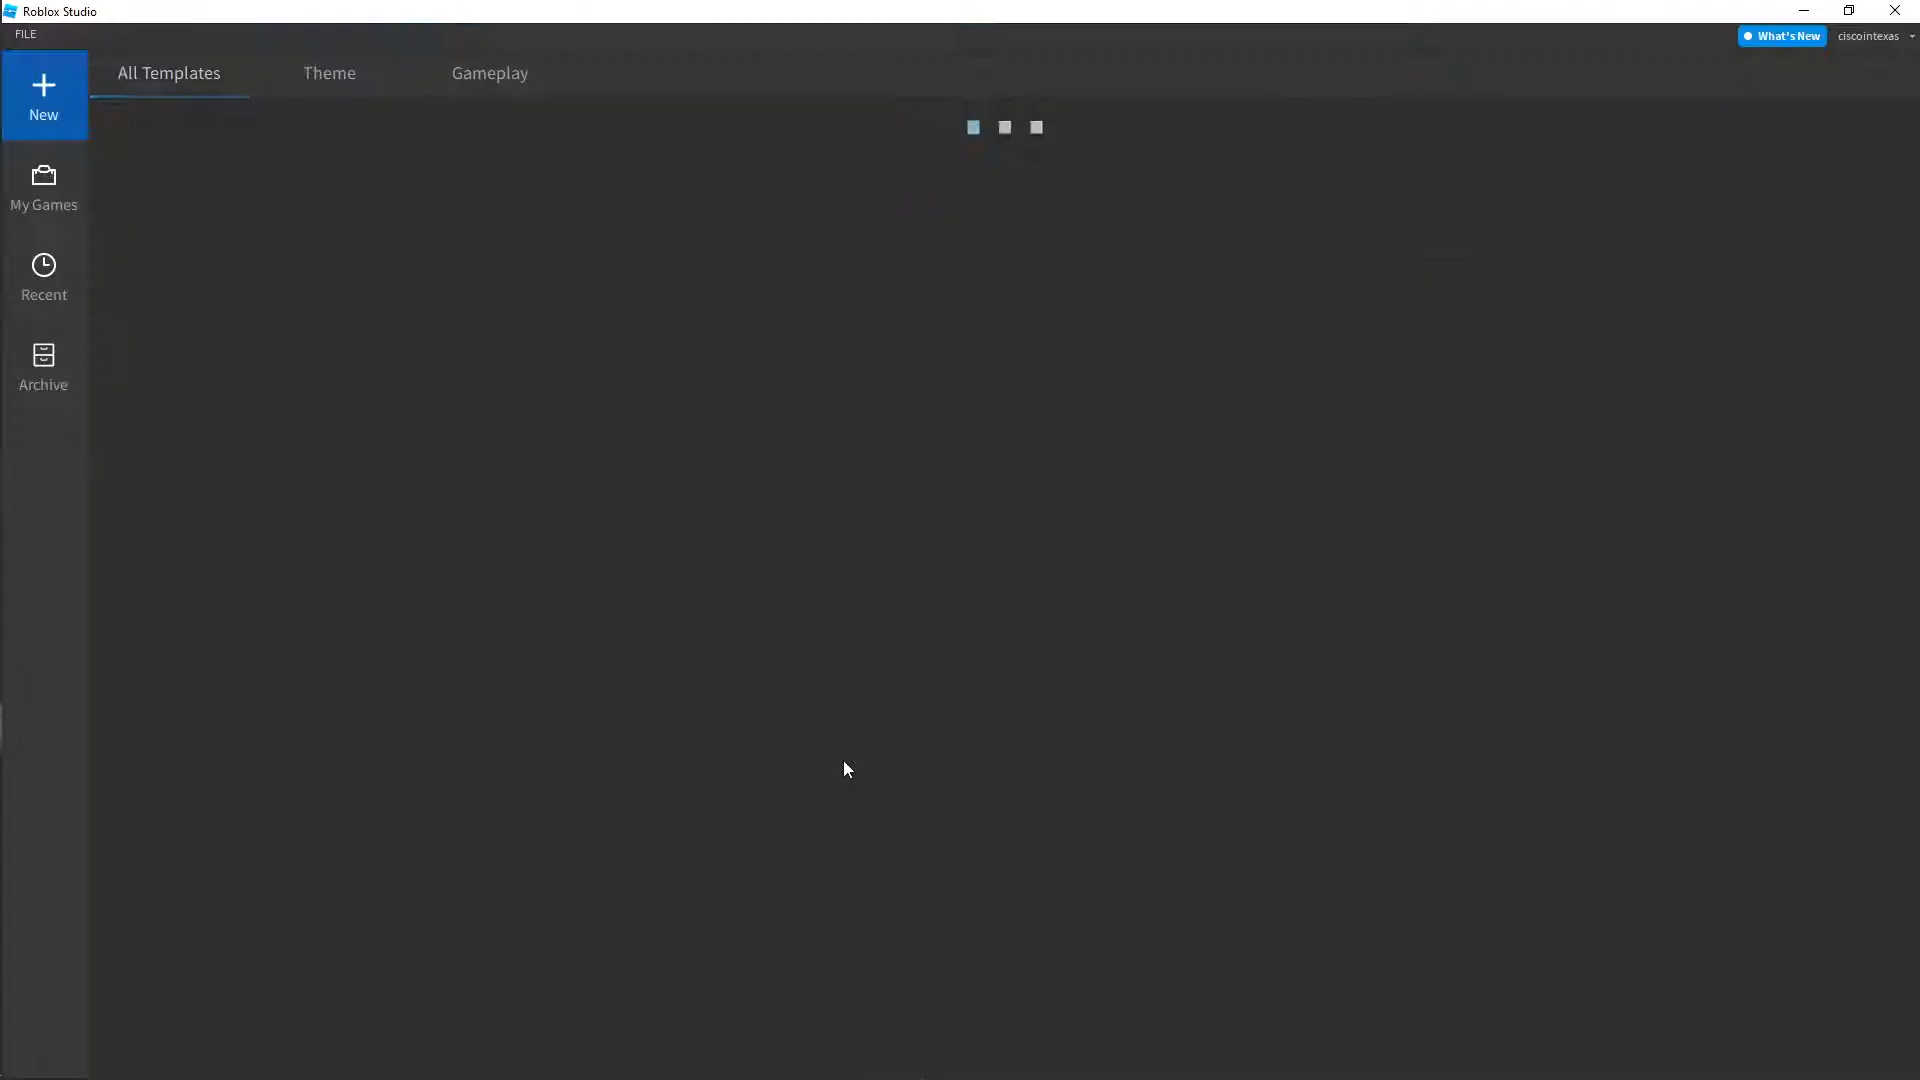 Roblox Studio
FILE
What's New
ciscointexas
New
All Templates
Theme
Gameplay
My Games
Recent
Archive